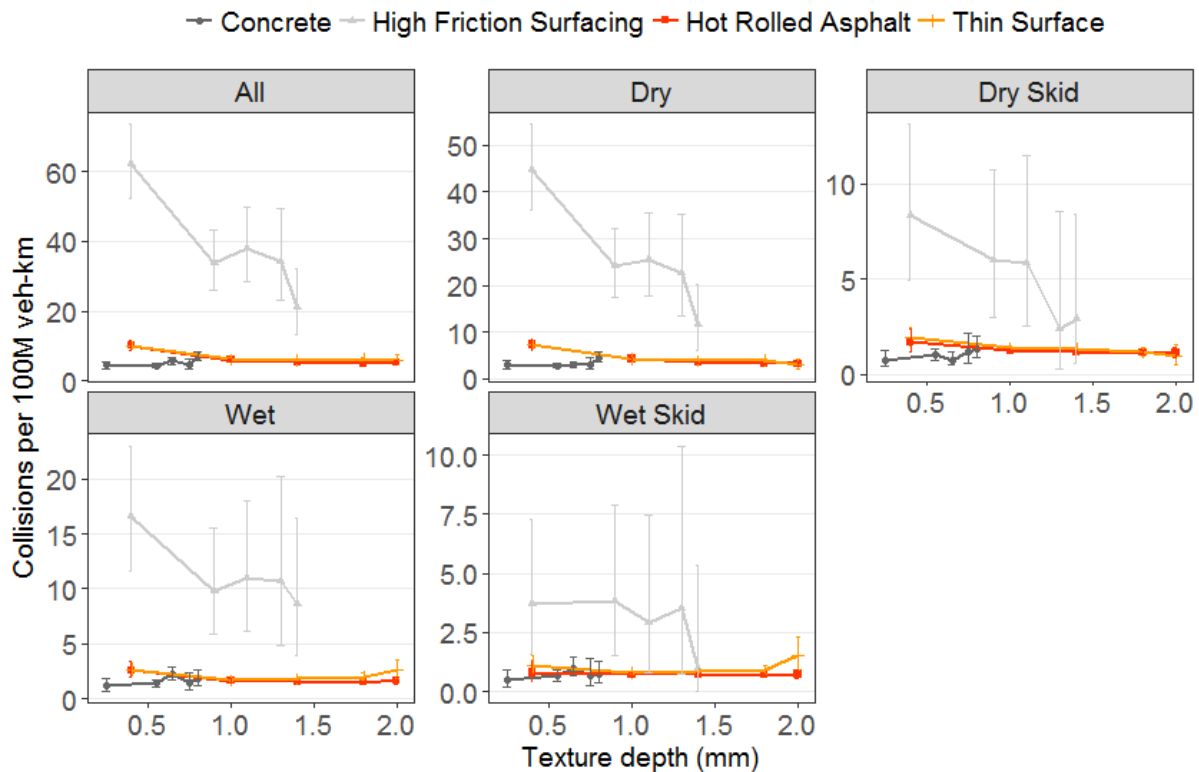 Concrete High Friction Surfacing Hot Rolled Asphalt Thin Surface
All Dry Dry Skid
60
40
20
0
50
40
30
20
10
0
10
5
0
0.5 1.0 1.5 2.0
Wet Wet Skid
20
15
10
5
0
10.0
7.5
5.0
2.5
0.0
0.5 1.0 1.5 2.0
0.5 1.0 1.5 2.0
Collisions per 100M veh-km
Texture depth (mm)